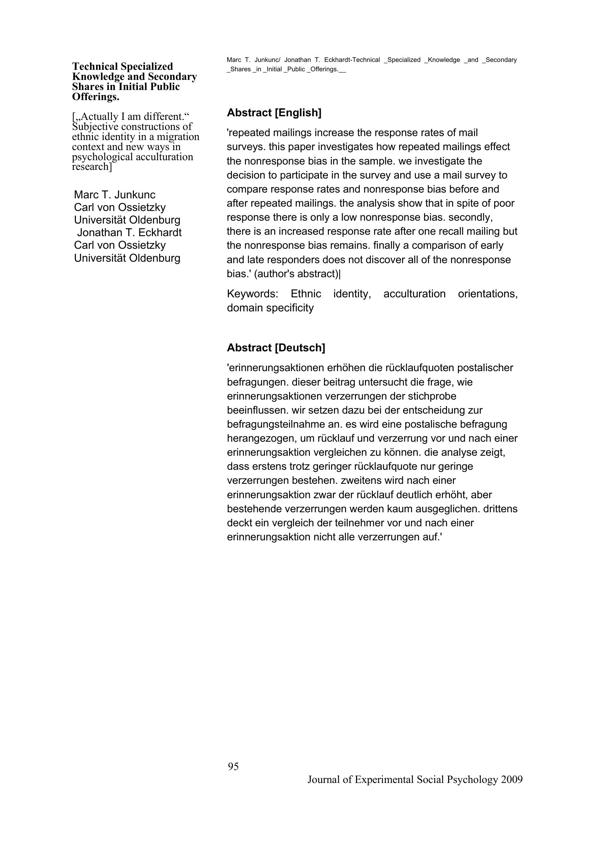 Technical Specialized
Knowledge and Secondary
Shares in Initial Public
Offerings.
[„Actually I am different.“
Subjective constructions of
ethnic identity in a migration
context and new ways in
psychological acculturation
research]
Marc T. Junkunc
Carl von Ossietzky
Universität Oldenburg
Jonathan T. Eckhardt
Carl von Ossietzky
Universität Oldenburg
Marc T. Junkunc/ Jonathan T. Eckhardt-Technical _Specialized _Knowledge _and _Secondary
_Shares _in _Initial _Public _Offerings.__
Abstract [English]
'repeated mailings increase the response rates of mail
surveys. this paper investigates how repeated mailings effect
the nonresponse bias in the sample. we investigate the
decision to participate in the survey and use a mail survey to
compare response rates and nonresponse bias before and
after repeated mailings. the analysis show that in spite of poor
response there is only a low nonresponse bias. secondly,
there is an increased response rate after one recall mailing but
the nonresponse bias remains. finally a comparison of early
and late responders does not discover all of the nonresponse
bias.' (author's abstract)|
Keywords: Ethnic identity, acculturation orientations,
domain specificity
Abstract [Deutsch]
'erinnerungsaktionen erhöhen die rücklaufquoten postalischer
befragungen. dieser beitrag untersucht die frage, wie
erinnerungsaktionen verzerrungen der stichprobe
beeinflussen. wir setzen dazu bei der entscheidung zur
befragungsteilnahme an. es wird eine postalische befragung
herangezogen, um rücklauf und verzerrung vor und nach einer
erinnerungsaktion vergleichen zu können. die analyse zeigt,
dass erstens trotz geringer rücklaufquote nur geringe
verzerrungen bestehen. zweitens wird nach einer
erinnerungsaktion zwar der rücklauf deutlich erhöht, aber
bestehende verzerrungen werden kaum ausgeglichen. drittens
deckt ein vergleich der teilnehmer vor und nach einer
erinnerungsaktion nicht alle verzerrungen auf.'
95
Journal of Experimental Social Psychology 2009